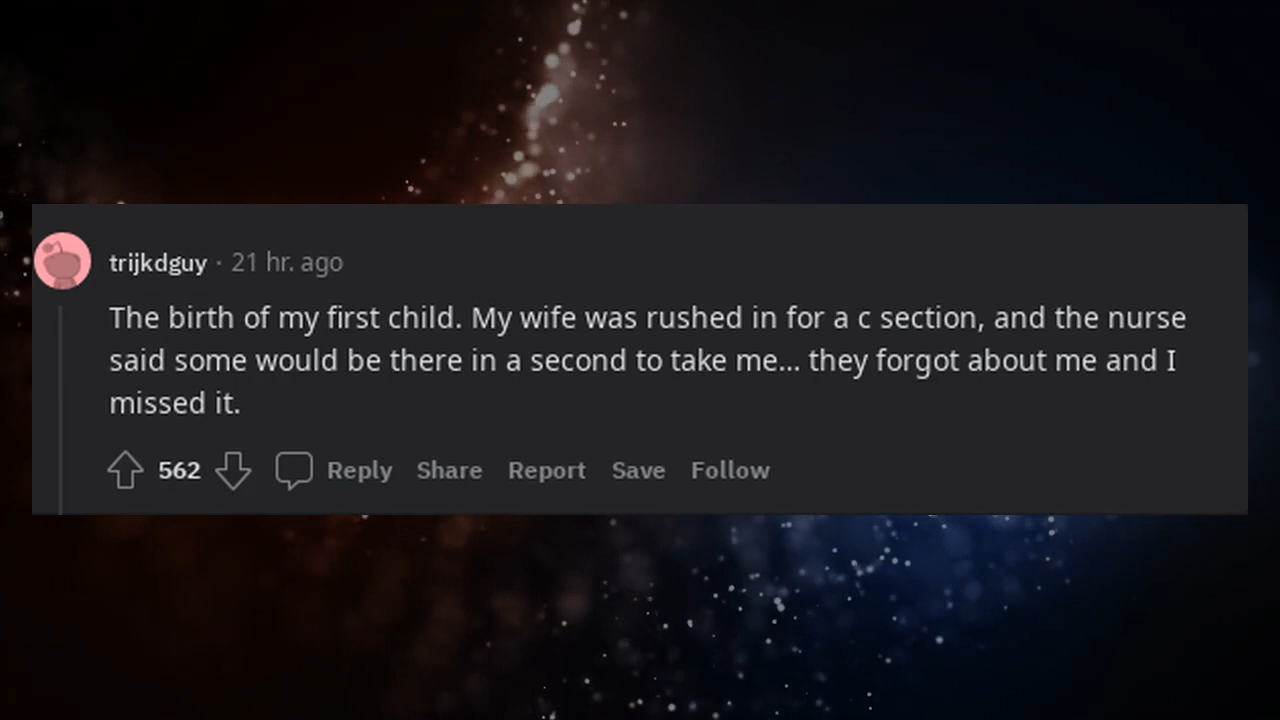 trijkdguy · 21 hr. ago
The birth of my first child. My wife was rushed in for a c section, and the nurse
said some would be there in a second to take me... they forgot about me and I
missed it.
562 Reply Share Report Save Follow